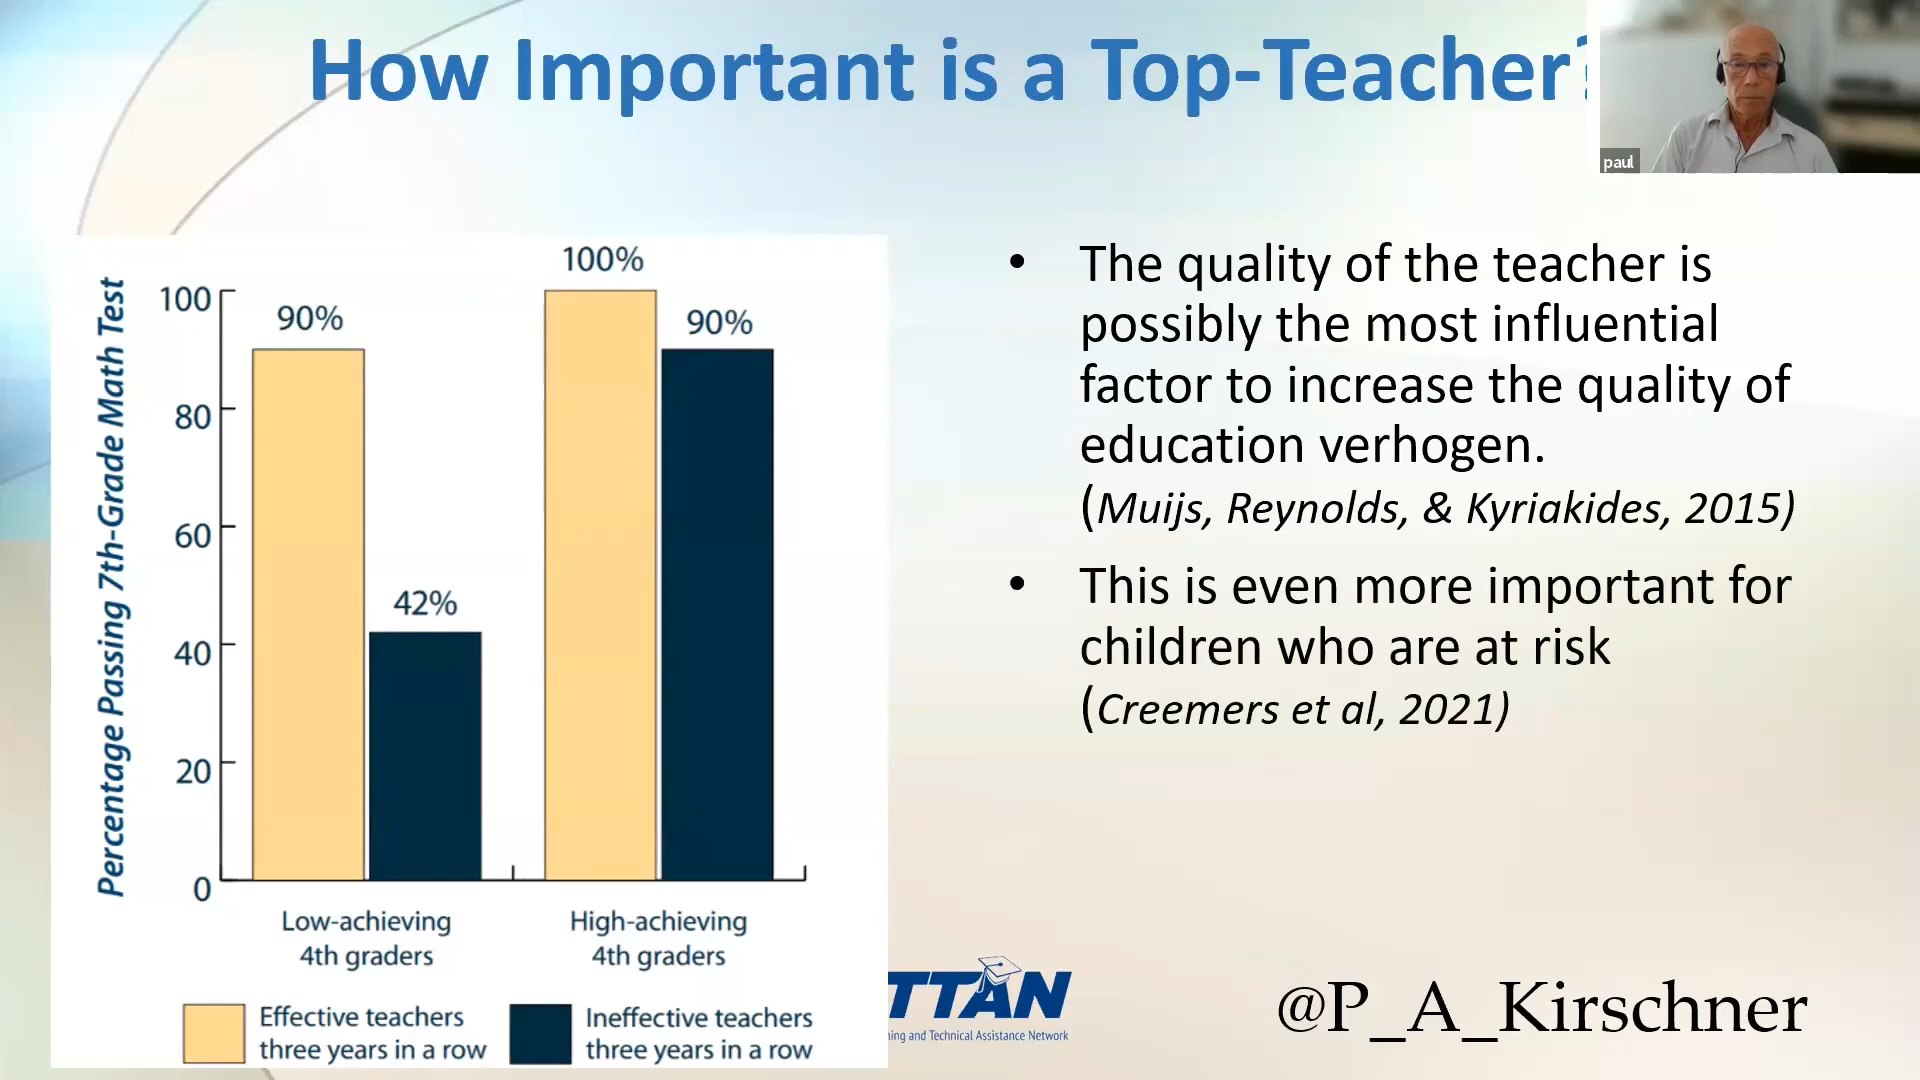 How Important is a Top-Teacher?
paul
100%
90%
90%
42%
100
80
60
40
20
0
Percentage Passing 7th-Grade Math Test
Low-achieving
4th graders
High-achieving
4th graders
Effective teachers
three years in a row
Ineffective teachers
three years in a row
• The quality of the teacher is
possibly the most influential
factor to increase the quality of
education verhogen.
(Muijs, Reynolds, & Kyriakides, 2015)
• This is even more important for
children who are at risk
(Creemers et al, 2021)
TTAN
ning and Technical Assistance Network
@P_A_Kirschner